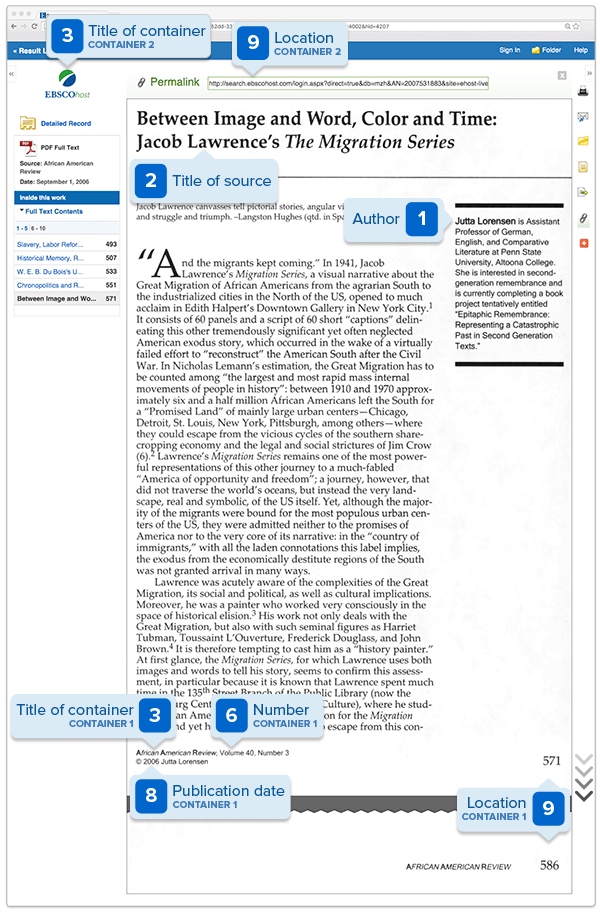 3 Title of container
CONTAINER 2
9 Location
CONTAINER 2
« Result L
Sign In Folder Help
EBSCOhost
Detailed Record
PDF Full Text
Source: African American
Review
Date: September 1, 2006
Inside this work
Full Text Contents
1 - 5 6 - 10
Slavery, Labor Refor... 493
Historical Memory, R... 507
W. E. B. Du Bois's U... 533
Chronopolitics and R... 551
Between Image and Wo... 571
Permalink http://search.ebscohost.com/login.aspx?direct=true&db=mzh&AN=2007531883&site=ehost-live
Between Image and Word, Color and Time:
Jacob Lawrence's The Migration Series
2 Title of source
Jacob Lawrence canvasses tell pictorial stories, angular vi
and struggle and triumph. –Langston Hughes (qtd. in Spa
Author 1
Jutta Lorensen is Assistant
Professor of German,
English, and Comparative
Literature at Penn State
University, Altoona College.
She is interested in second-
generation remembrance and
is currently completing a book
project tentatively entitled
"Epitaphic Remembrance:
Representing a Catastrophic
Past in Second Generation
Texts."
"And the migrants kept coming." In 1941, Jacob
Lawrence's Migration Series, a visual narrative about the
Great Migration of African Americans from the agrarian South to
the industrialized cities in the North of the US, opened to much
acclaim in Edith Halpert's Downtown Gallery in New York City.1
It consists of 60 panels and a script of 60 short "captions" delin-
eating this other tremendously significant yet often neglected
American exodus story, which occurred in the wake of a virtually
failed effort to "reconstruct" the American South after the Civil
War. In Nicholas Lemann's estimation, the Great Migration has to
be counted among "the largest and most rapid mass internal
movements of people in history": between 1910 and 1970 approx-
imately six and a half million African Americans left the South for
a "Promised Land" of mainly large urban centers—Chicago,
Detroit, St. Louis, New York, Pittsburgh, among others—where
they could escape from the vicious cycles of the southern share-
cropping economy and the legal and social strictures of Jim Crow
(6).2 Lawrence's Migration Series remains one of the most power-
ful representations of this other journey to a much-fabled
"America of opportunity and freedom"; a journey, however, that
did not traverse the world's oceans, but instead the very land-
scape, real and symbolic, of the US itself. Yet, although the major-
ity of the migrants were bound for the most populous urban cen-
ters of the US, they were admitted neither to the promises of
America nor to the very core of its narrative: in the "country of
immigrants," with all the laden connotations this label implies,
the exodus from the economically destitute regions of the South
was not granted arrival in many ways.
Lawrence was acutely aware of the complexities of the Great
Migration, its social and political, as well as cultural implications.
Moreover, he was a painter who worked very consciously in the
space of historical elision.3 His work not only deals with the
Great Migration, but also with such seminal figures as Harriet
Tubman, Toussaint L'Ouverture, Frederick Douglass, and John
Brown.4 It is therefore tempting to cast him as a "history painter."
At first glance, the Migration Series, for which Lawrence uses both
images and words to tell his story, seems to confirm this assess-
ment, in particular because it is known that Lawrence spent much
time in the 135th Street Branch of the Public Library (now the
urg Cent Culture), where he stud-
an Ame on for the Migration
nd yet h o escape from this con-
Title of container 3
CONTAINER 1
6 Number
CONTAINER 1
African American Review, Volume 40, Number 3
© 2006 Jutta Lorensen
571
8 Publication date
CONTAINER 1
Location 9
CONTAINER 1
AFRICAN AMERICAN REVIEW 586